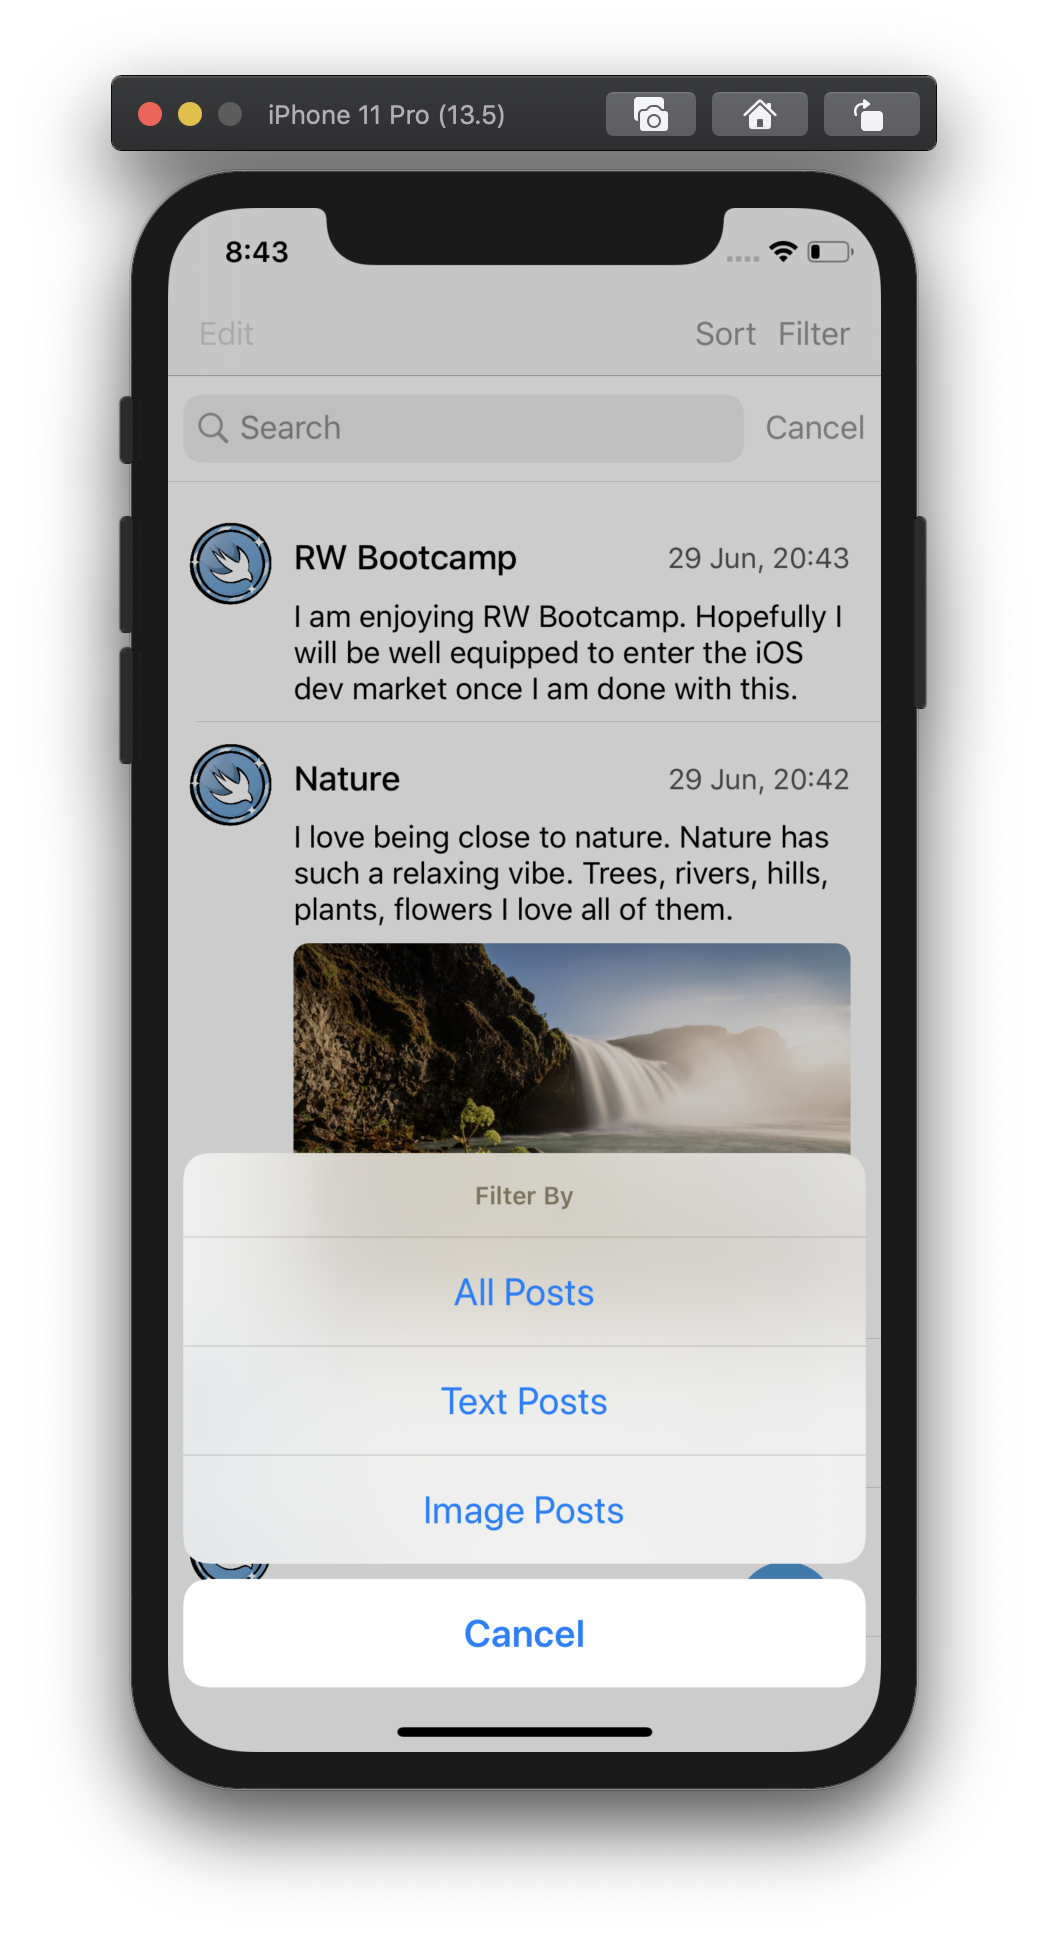 iPhone 11 Pro (13.5)
8:43
Edit Sort Filter
Search Cancel
RW Bootcamp 29 Jun, 20:43
I am enjoying RW Bootcamp. Hopefully I
will be well equipped to enter the iOS
dev market once I am done with this.
Nature 29 Jun, 20:42
I love being close to nature. Nature has
such a relaxing vibe. Trees, rivers, hills,
plants, flowers I love all of them.
Filter By
All Posts
Text Posts
Image Posts
Cancel